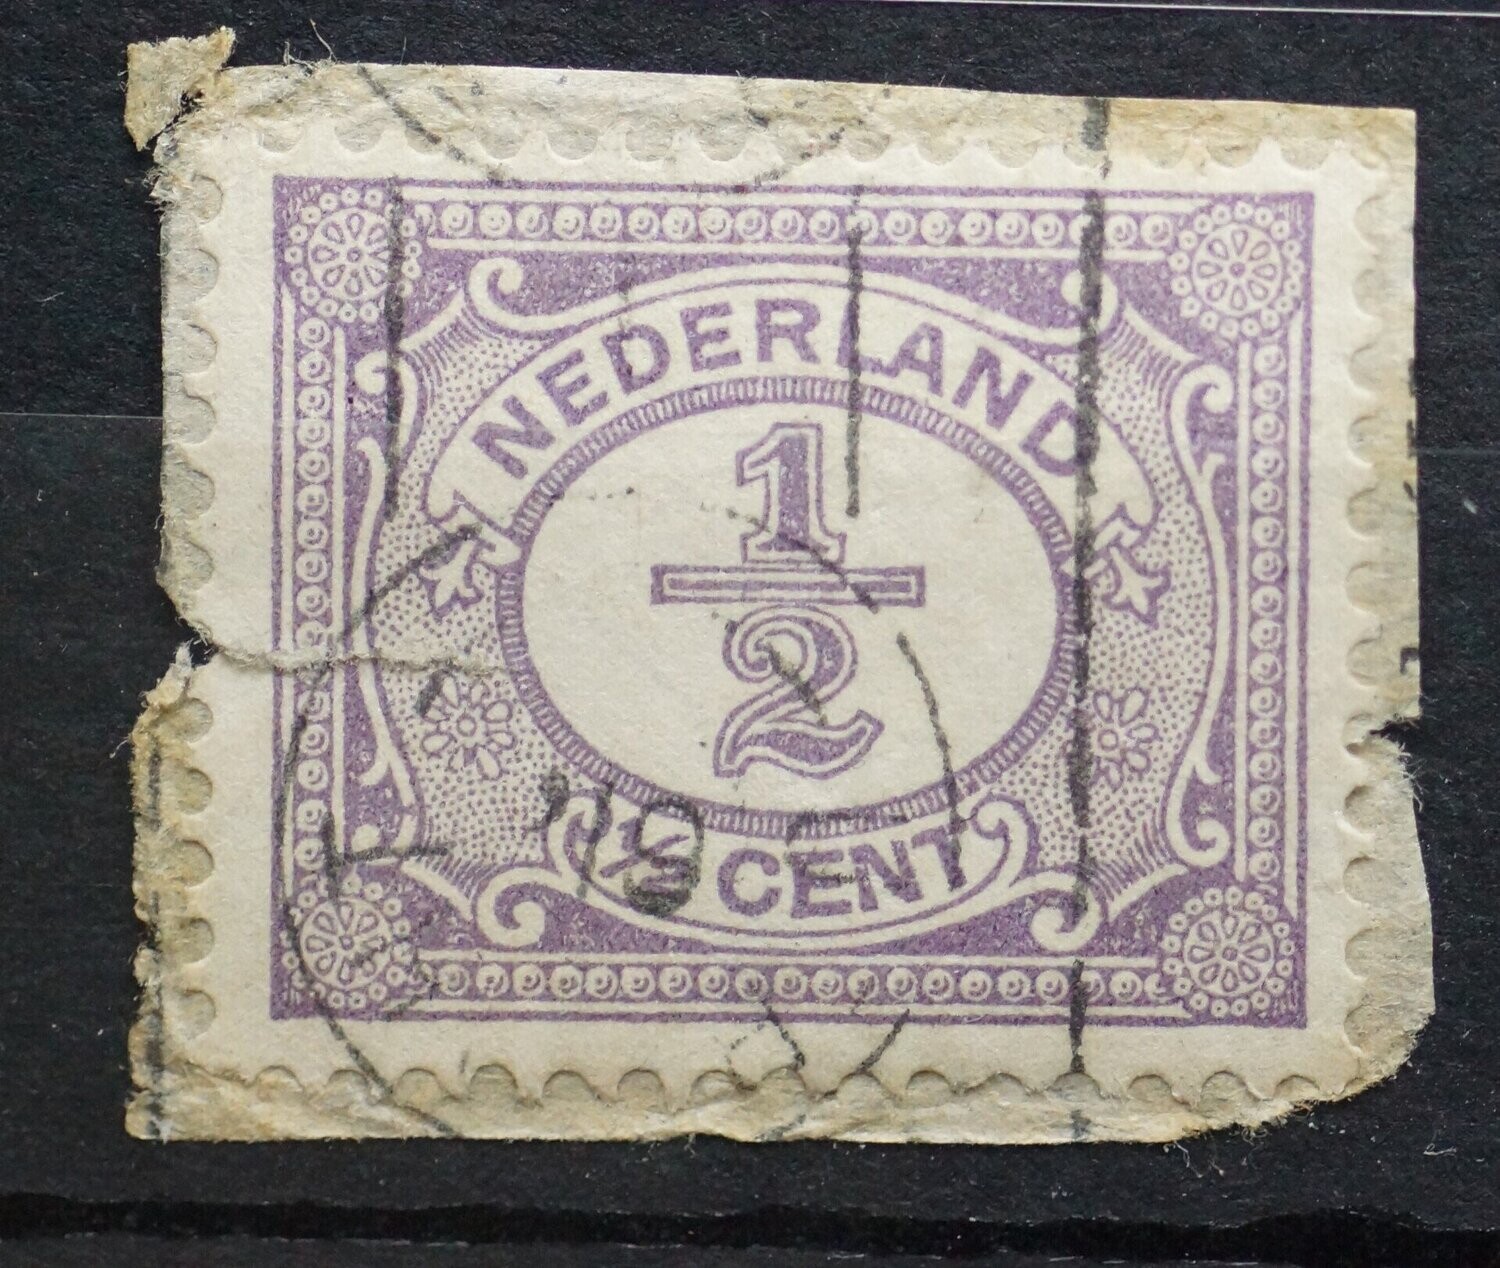 NEDERLAND
1/2
½ CENT